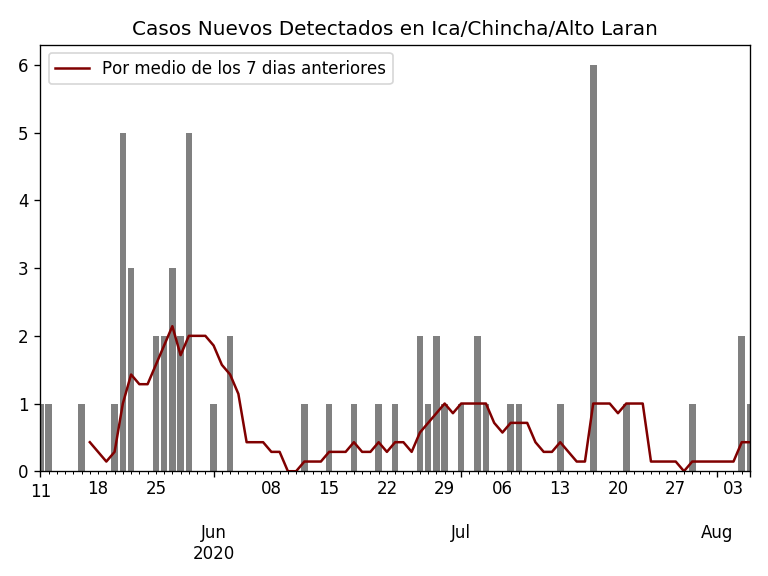 Casos Nuevos Detectados en Ica/Chincha/Alto Laran
Por medio de los 7 dias anteriores
6
5
4
3
2
1
0
11 18 25 08 15 22 29 06 13 20 27 03
Jun Jul Aug
2020